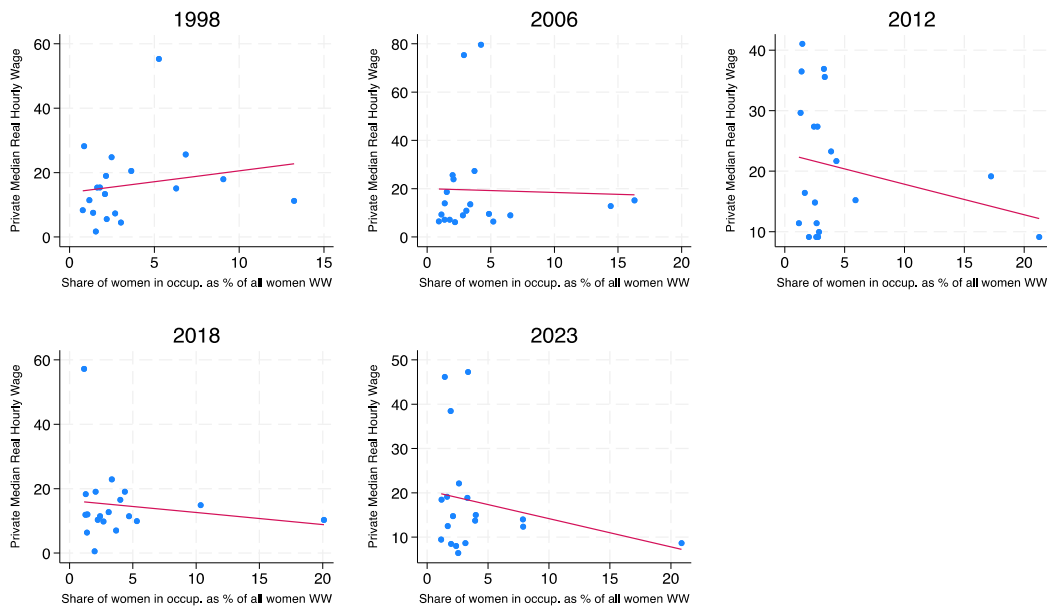 1998
Private Median Real Hourly Wage
60
40
20
0
0 5 10 15
Share of women in occup. as % of all women WW
2006
Private Median Real Hourly Wage
80
60
40
20
0
0 5 10 15 20
Share of women in occup. as % of all women WW
2012
Private Median Real Hourly Wage
40
30
20
10
0 5 10 15 20
Share of women in occup. as % of all women WW
2018
Private Median Real Hourly Wage
60
40
20
0
0 5 10 15 20
Share of women in occup. as % of all women WW
2023
Private Median Real Hourly Wage
50
40
30
20
10
0 5 10 15 20
Share of women in occup. as % of all women WW